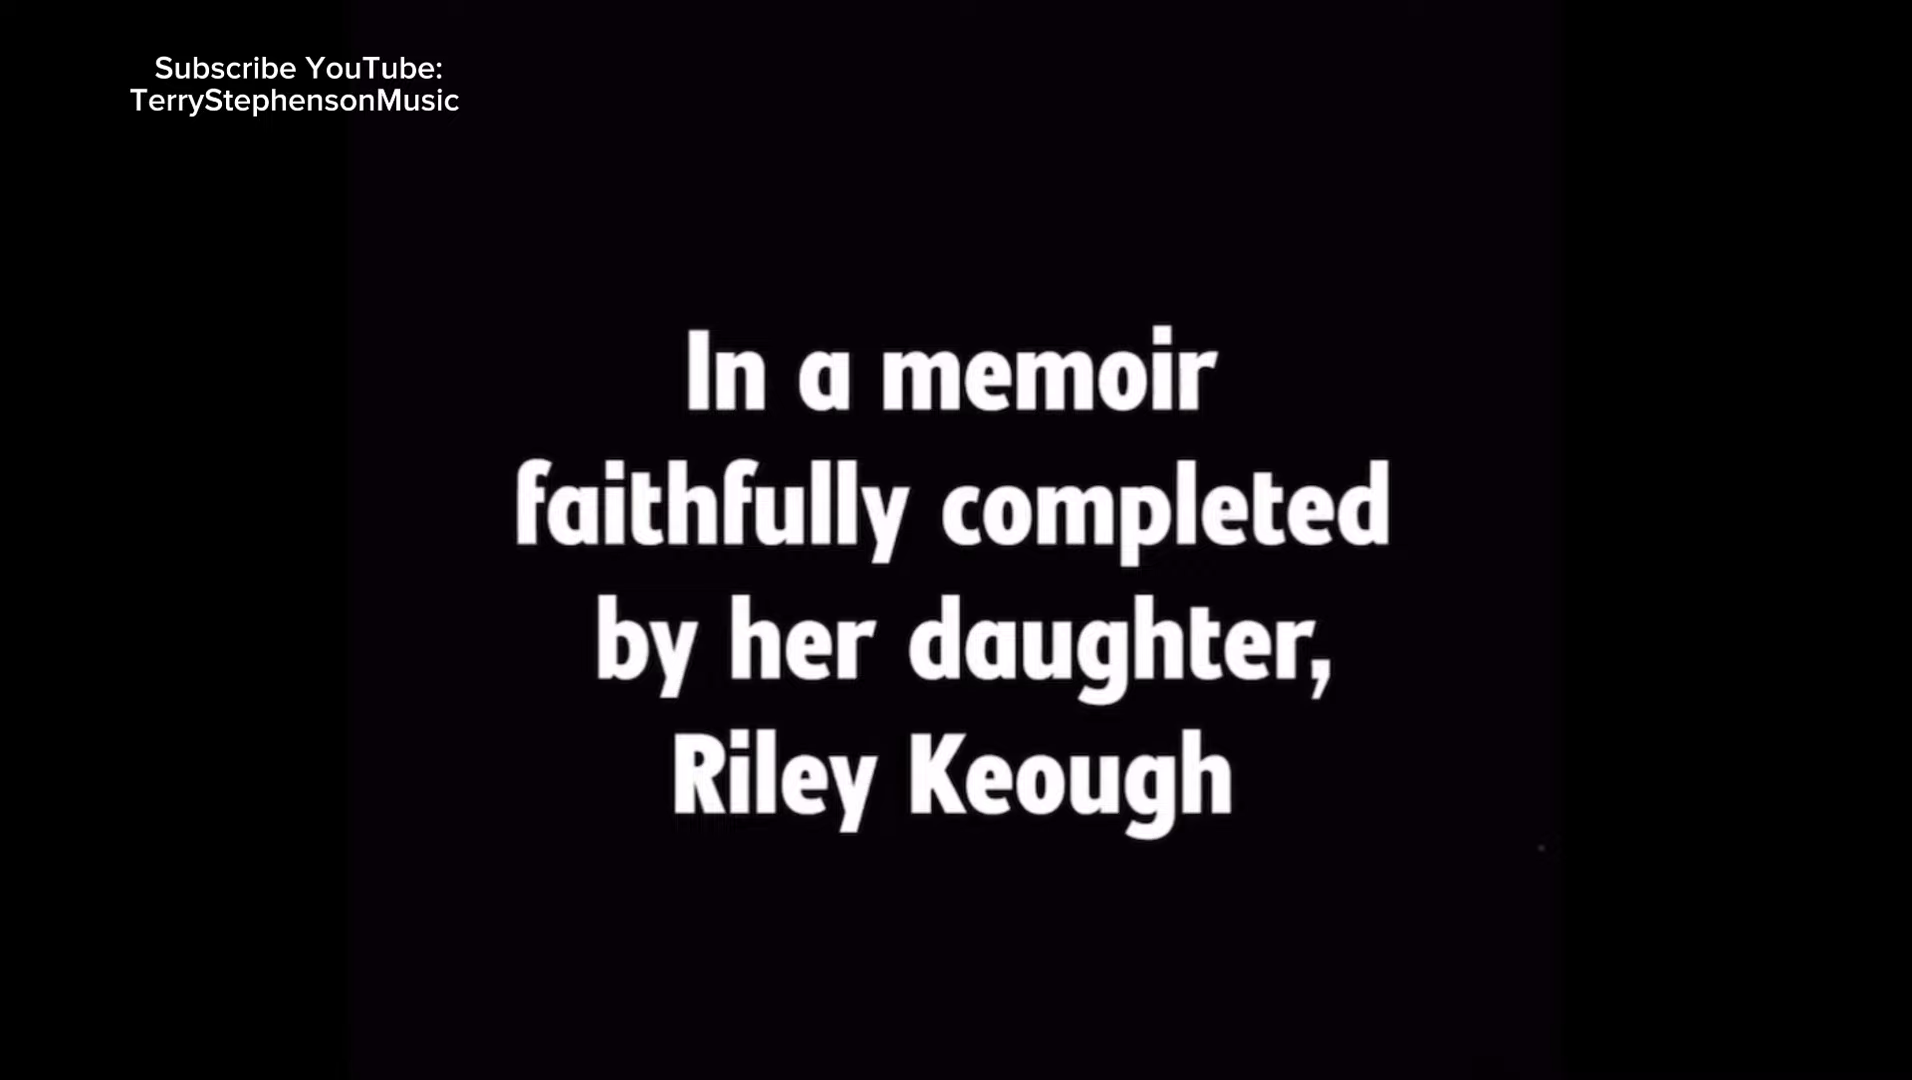 Subscribe YouTube:
TerryStephensonMusic
In a memoir
faithfully completed
by her daughter,
Riley Keough